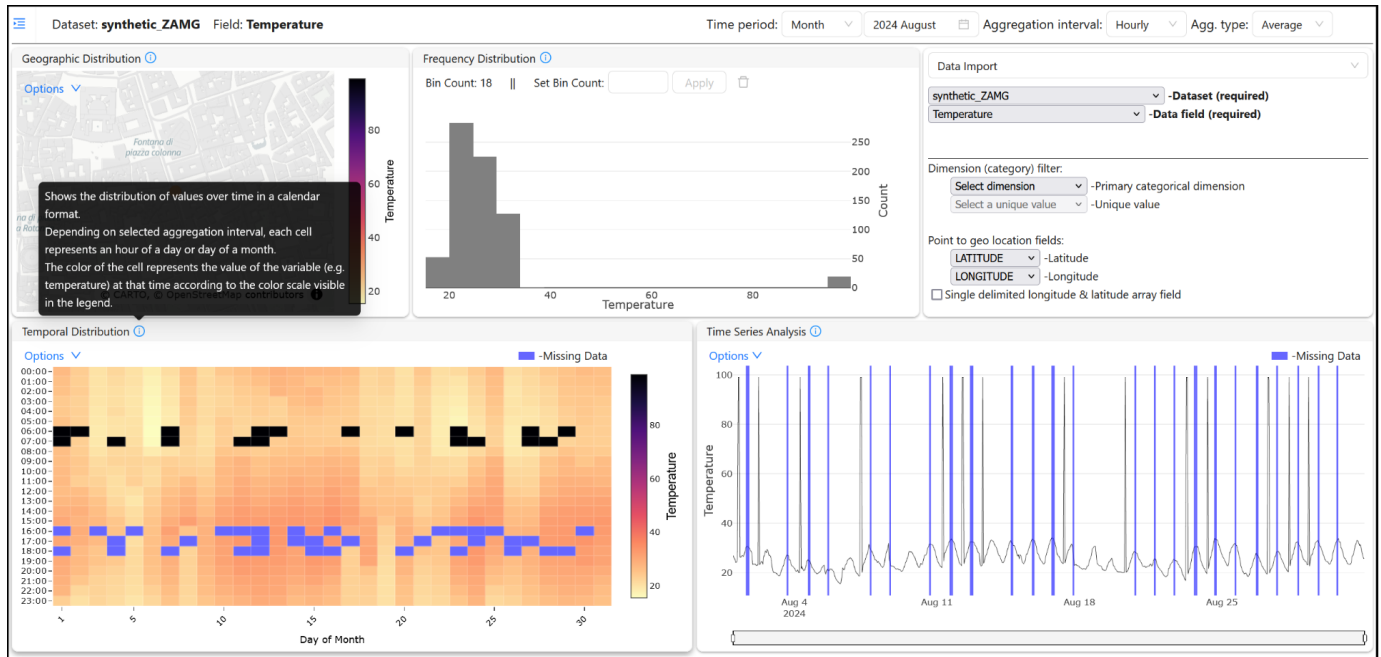 Dataset: synthetic_ZAMG Field: Temperature
Time period: Month 2024 August Aggregation interval: Hourly Agg. type: Average
Geographic Distribution
Options
Fontana di
piazza colonna
80
60
40
20
Temperature
Shows the distribution of values over time in a calendar
format.
Depending on selected aggregation interval, each cell
represents an hour of a day or day of a month.
The color of the cell represents the value of the variable (e.g.
temperature) at that time according to the color scale visible
in the legend.
© CARTO, © OpenStreetMap contributors
Frequency Distribution
Bin Count: 18 || Set Bin Count: Apply
250
200
150
100
50
0
Count
20 40 60 80
Temperature
Data Import
synthetic_ZAMG -Dataset (required)
Temperature -Data field (required)
Dimension (category) filter:
Select dimension -Primary categorical dimension
Select a unique value -Unique value
Point to geo location fields:
LATITUDE -Latitude
LONGITUDE -Longitude
Single delimited longitude & latitude array field
Temporal Distribution
Options
-Missing Data
00:00
01:00
02:00
03:00
04:00
05:00
06:00
07:00
08:00
09:00
10:00
11:00
12:00
13:00
14:00
15:00
16:00
17:00
18:00
19:00
20:00
21:00
22:00
23:00
1 5 10 15 20 25 30
Day of Month
80
60
40
20
Temperature
Time Series Analysis
Options
-Missing Data
100
80
60
40
20
Temperature
Aug 4 Aug 11 Aug 18 Aug 25
2024